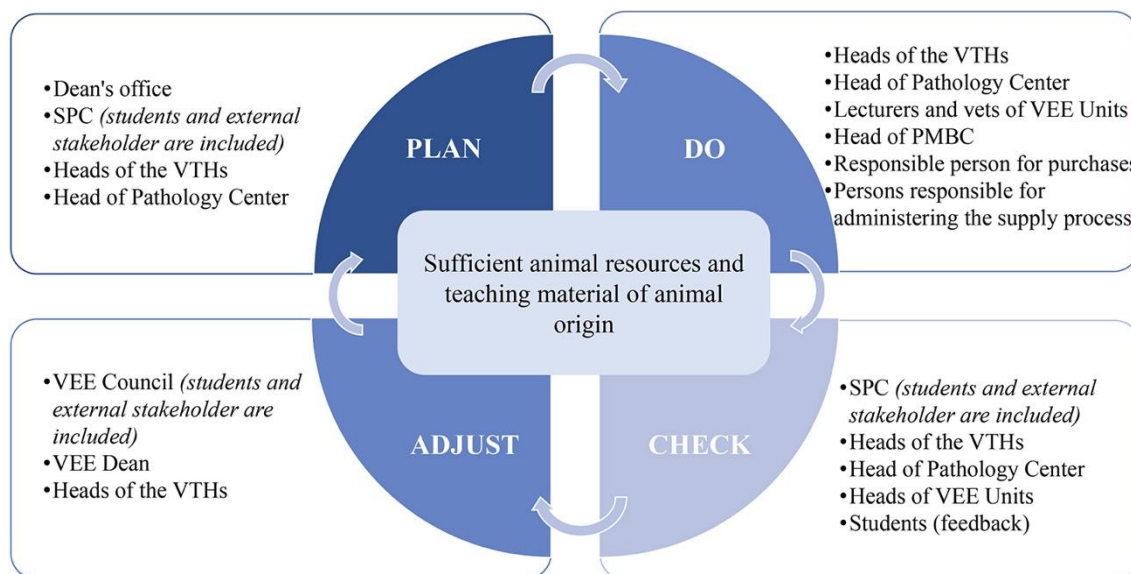 •Dean's office
•SPC (students and external
stakeholder are included)
•Heads of the VTHs
•Head of Pathology Center
PLAN
DO
•Heads of the VTHs
•Head of Pathology Center
•Lecturers and vets of VEE Units
•Head of PMBC
•Responsible person for purchases
•Persons responsible for
administering the supply process
Sufficient animal resources and
teaching material of animal
origin
•VEE Council (students and
external stakeholder are
included)
•VEE Dean
•Heads of the VTHs
ADJUST
CHECK
•SPC (students and external
stakeholder are included)
•Heads of the VTHs
•Head of Pathology Center
•Heads of VEE Units
•Students (feedback)